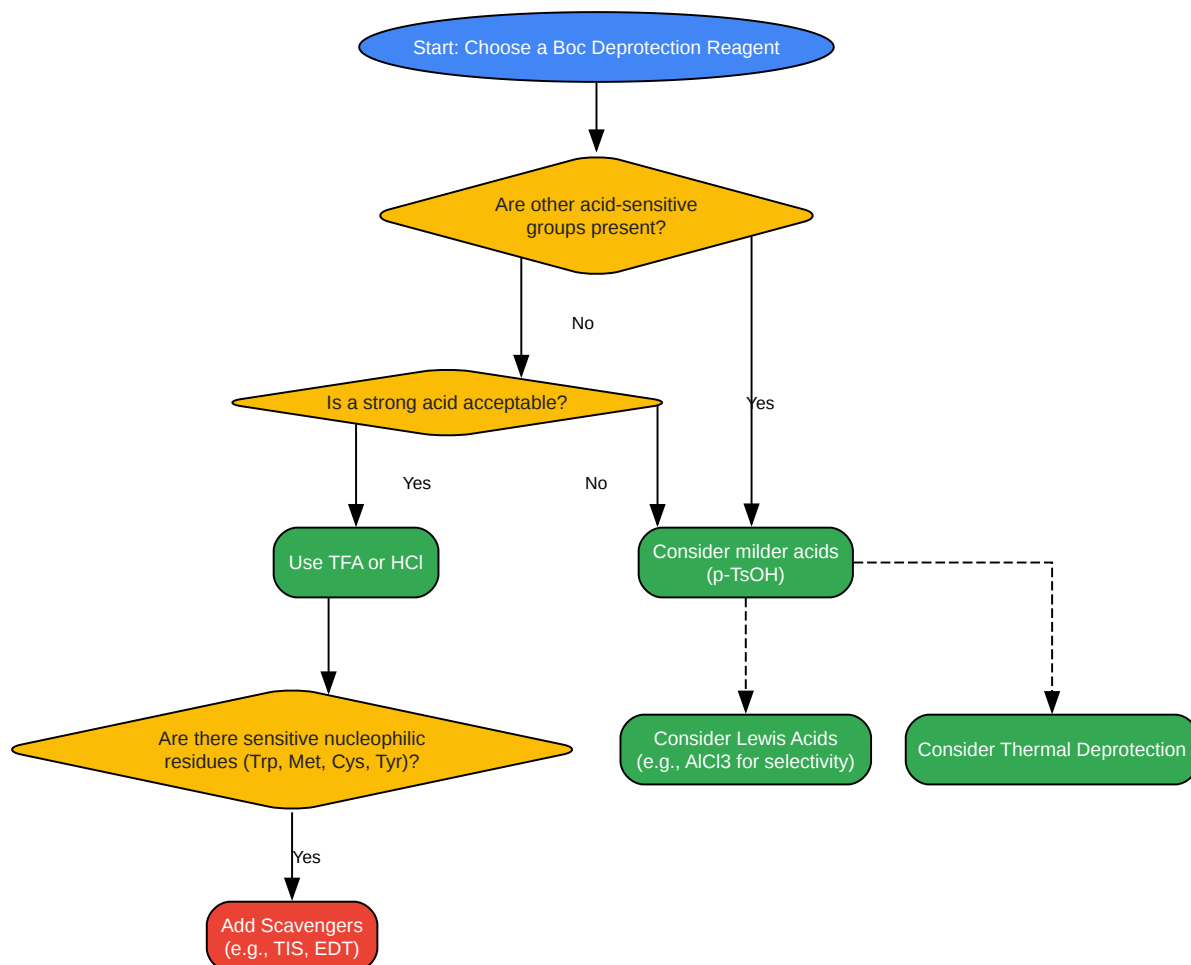 Start: Choose a Boc Deprotection Reagent
Are other acid-sensitive
groups present?
No
Is a strong acid acceptable?
Yes
Yes
No
Use TFA or HCl
Consider milder acids
(p-TsOH)
Are there sensitive nucleophilic
residues (Trp, Met, Cys, Tyr)?
Consider Lewis Acids
(e.g., AlCl3 for selectivity)
Consider Thermal Deprotection
Yes
Add Scavengers
(e.g., TIS, EDT)